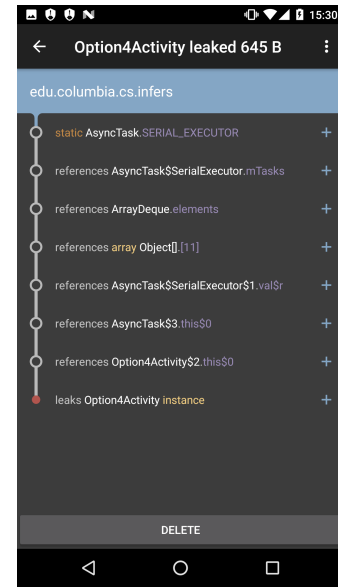 15:30
Option4Activity leaked 645 B
edu.columbia.cs.infers
static AsyncTask.SERIAL_EXECUTOR
references AsyncTask$SerialExecutor.mTasks
references ArrayDeque.elements
references array Object[].[11]
references AsyncTask$SerialExecutor$1.val$r
references AsyncTask$3.this$0
references Option4Activity$2.this$0
leaks Option4Activity instance
DELETE